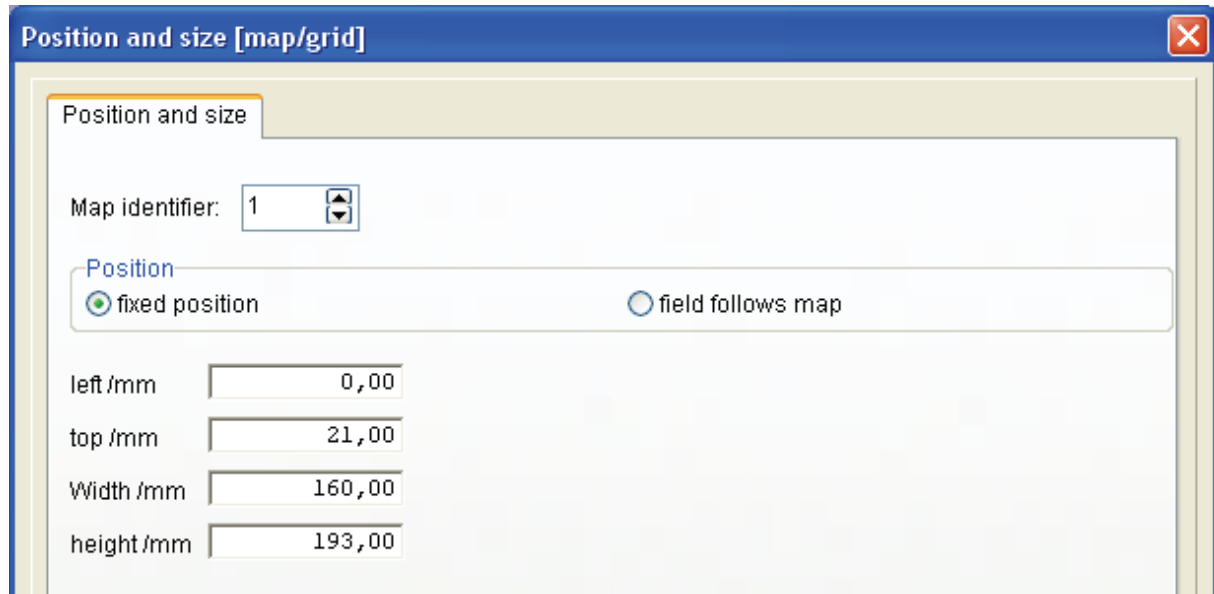 Position and size [map/grid]
Position and size
Map identifier: 1
Position
fixed position field follows map
left /mm 0,00
top /mm 21,00
Width /mm 160,00
height /mm 193,00